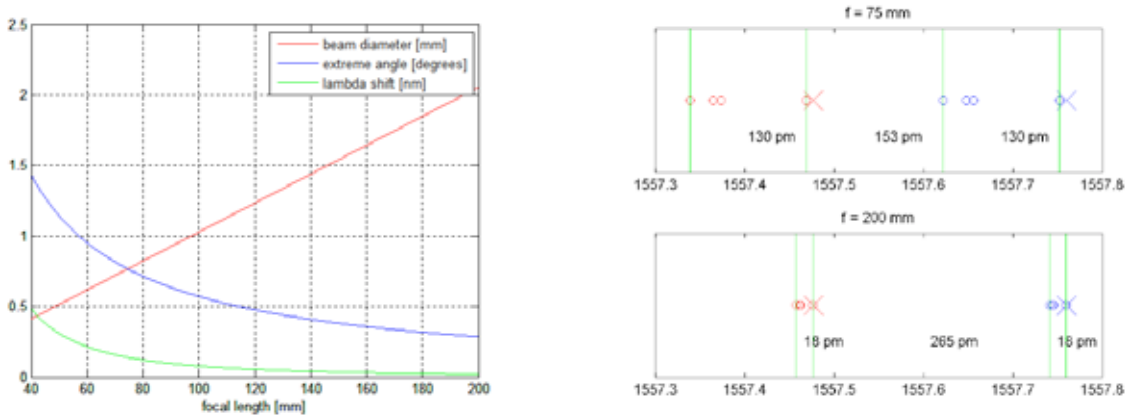 2.5
2
1.5
1
0.5
0
beam diameter [mm]
extreme angle [degrees]
lambda shift [nm]
40 60 80 100 120 140 160 180 200
focal length [mm]
f = 75 mm
130 pm 153 pm 130 pm
1557.3 1557.4 1557.5 1557.6 1557.7 1557.8
f = 200 mm
18 pm 265 pm 18 pm
1557.3 1557.4 1557.5 1557.6 1557.7 1557.8